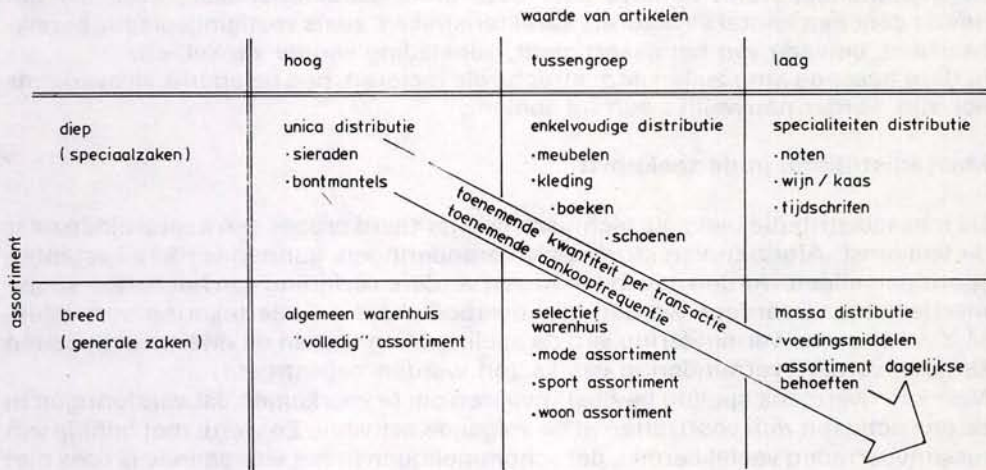 waarde van artikelen
hoog
tussengroep
laag
assortiment
diep
(speciaalzaken)
unica distributie
·sieraden
·bontmantels
enkelvoudige distributie
·meubelen
·kleding
·boeken
·schoenen
specialiteiten distributie
·noten
·wijn / kaas
·tijdschriften
toenemende kwantiteit per transactie
toenemende aankoopfrequentie
breed
(generale zaken)
algemeen warenhuis
·"volledig" assortiment
selectief
warenhuis
·mode assortiment
·sport assortiment
·woon assortiment
massa distributie
·voedingsmiddelen
·assortiment dagelijkse
behoeften